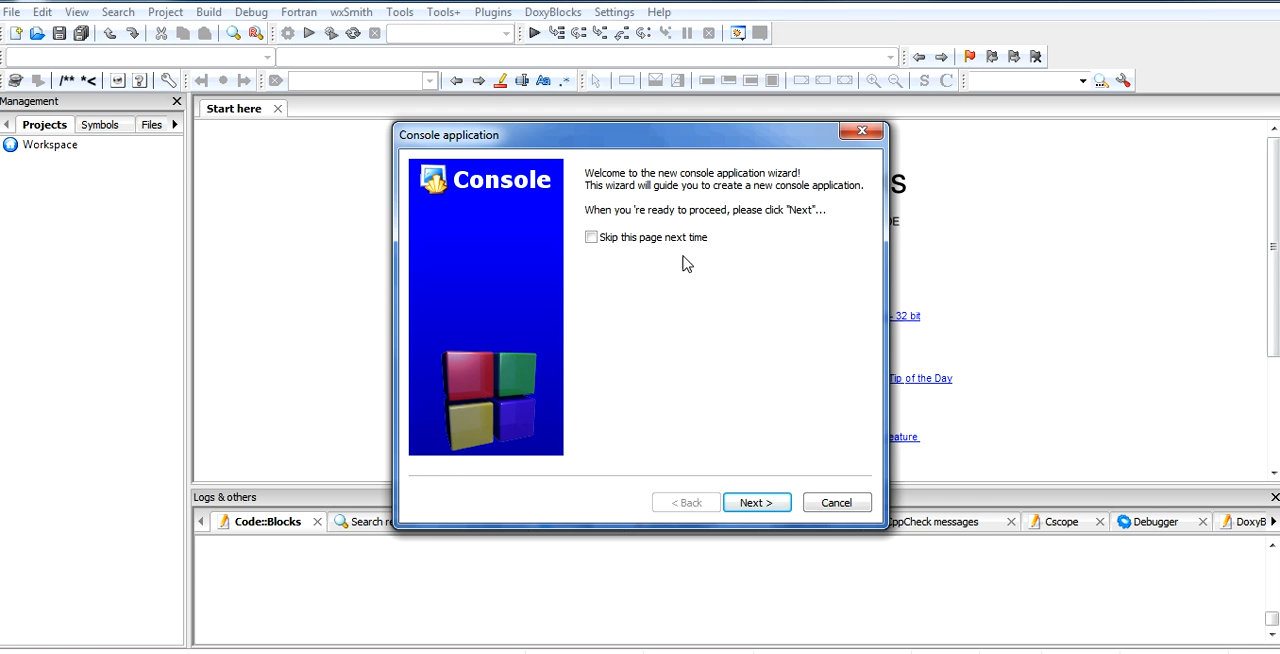 File Edit View Search Project Build Debug Fortran wxSmith Tools Tools+ Plugins DoxyBlocks Settings Help
/** *<
Aa .*
S C
Management
Projects Symbols Files
Workspace
Start here
Console application
Console
Welcome to the new console application wizard!
This wizard will guide you to create a new console application.
When you 're ready to proceed, please click "Next"...
Skip this page next time
S
E
- 32 bit
Tip of the Day
eature
< Back Next > Cancel
Logs & others
Code::Blocks Search re ppCheck messages Cscope Debugger DoxyB